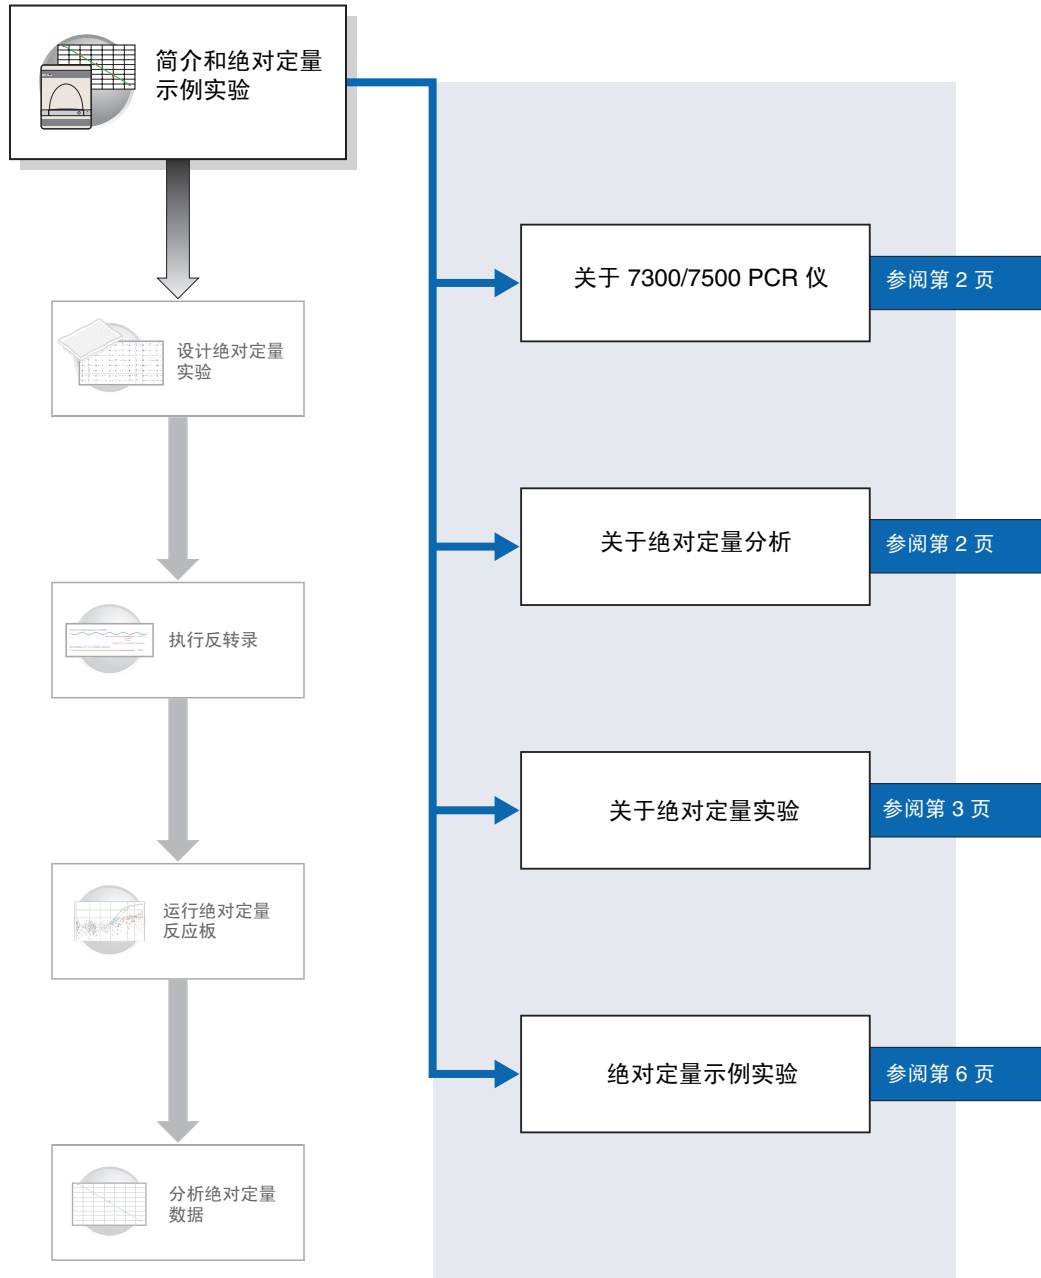 简介和绝对定量
示例实验
关于 7300/7500 PCR 仪
参阅第 2 页
设计绝对定量
实验
关于绝对定量分析
参阅第 2 页
执行反转录
关于绝对定量实验
参阅第 3 页
运行绝对定量
反应板
绝对定量示例实验
参阅第 6 页
分析绝对定量
数据